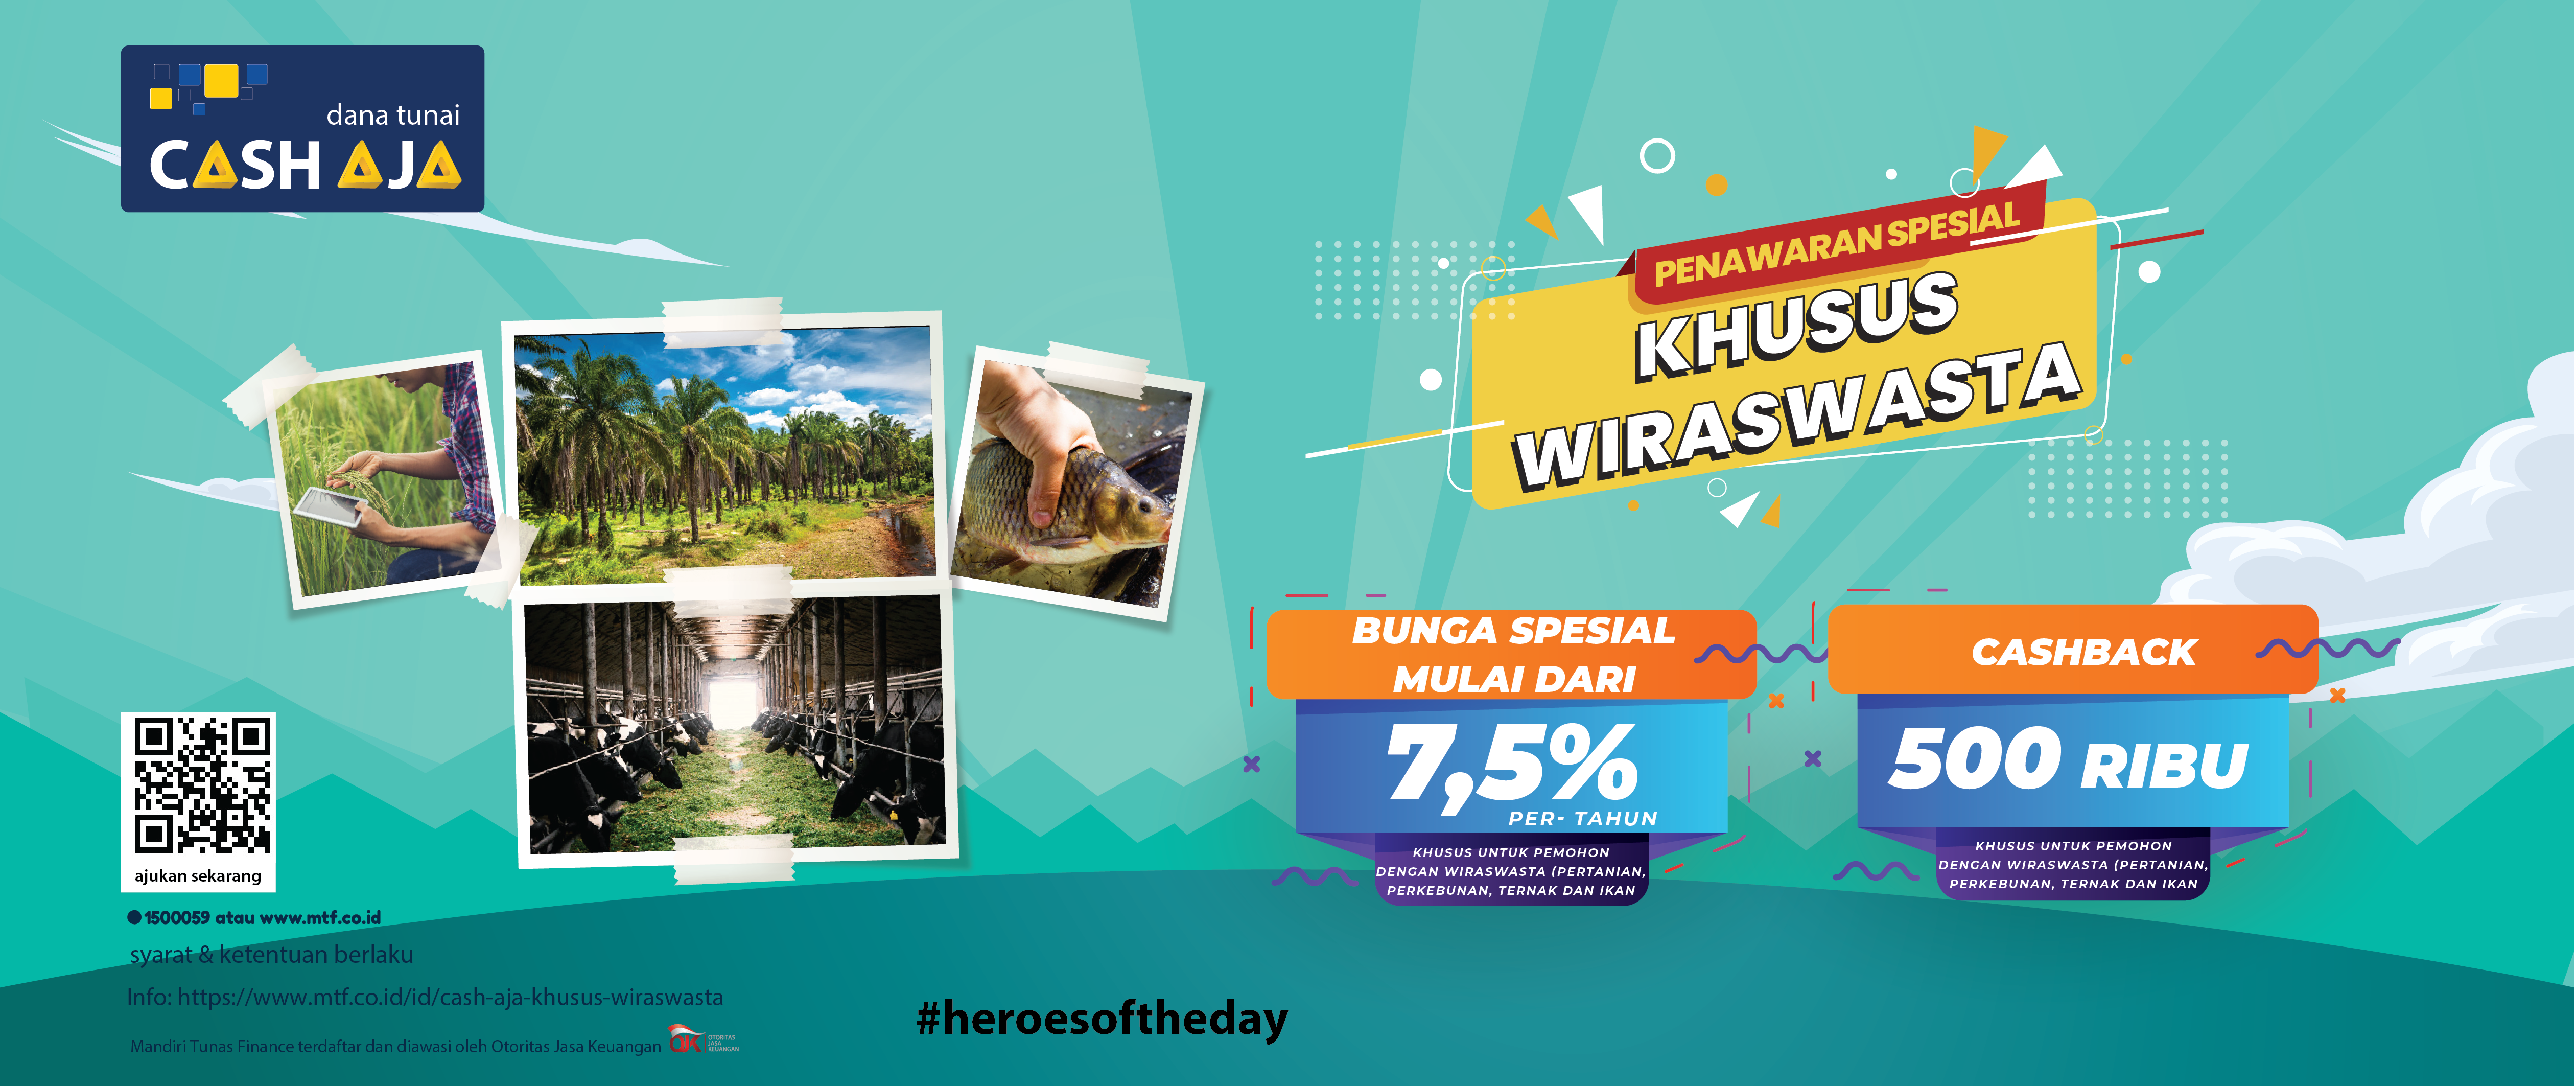 dana tunai
CASH AJA
PENAWARAN SPESIAL
KHUSUS
WIRASWASTA
BUNGA SPESIAL
MULAI DARI
7,5%
PER- TAHUN
KHUSUS UNTUK PEMOHON
DENGAN WIRASWASTA (PERTANIAN,
PERKEBUNAN, TERNAK DAN IKAN
CASHBACK
500 RIBU
KHUSUS UNTUK PEMOHON
DENGAN WIRASWASTA (PERTANIAN,
PERKEBUNAN, TERNAK DAN IKAN
ajukan sekarang
1500059 atau www.mtf.co.id
syarat & ketentuan berlaku
Info: https://www.mtf.co.id/id/cash-aja-khusus-wiraswasta
Mandiri Tunas Finance terdaftar dan diawasi oleh Otoritas Jasa Keuangan
OJK
OTORITAS
JASA
KEUANGAN
#heroesoftheday